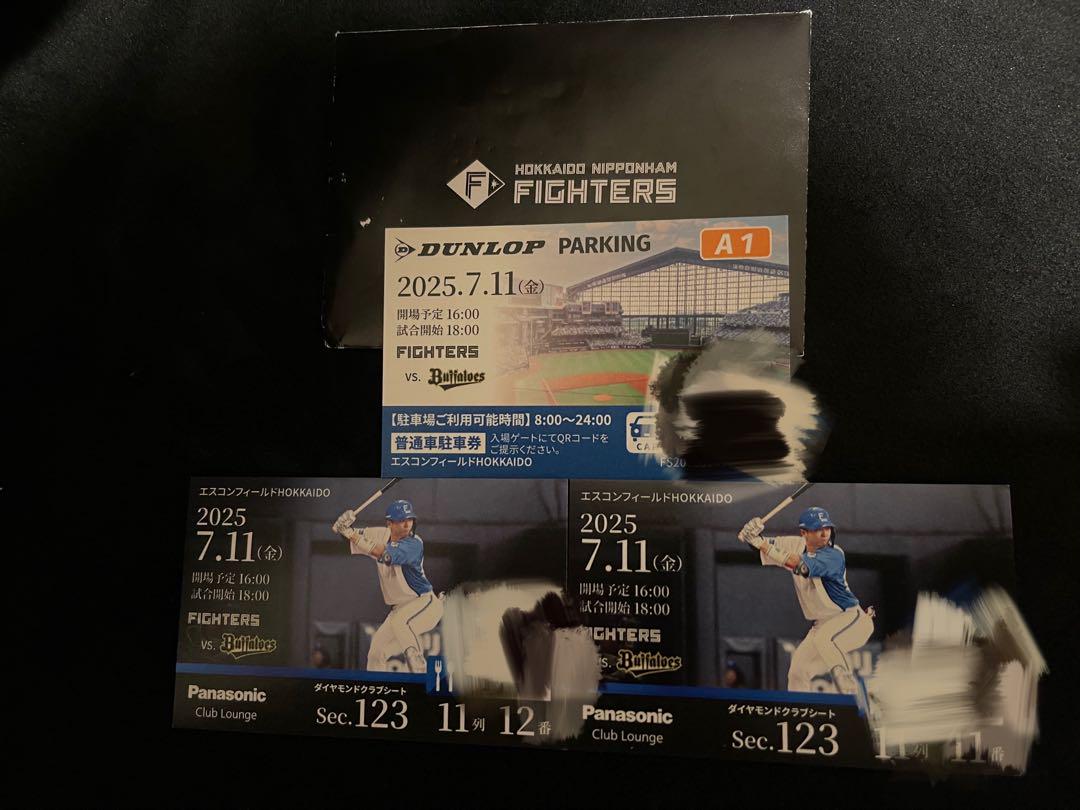 HOKKAIDO NIPPONHAM
FIGHTERS
DUNLOP PARKING
A1
2025.7.11(金)
開場予定 16:00
試合開始 18:00
FIGHTERS
vs. Buffaloes
【駐車場ご利用可能時間】8:00〜24:00
普通車駐車券
入場ゲートにてQRコードを
ご提示ください。
エスコンフィールドHOKKAIDO
CAR
FS20
エスコンフィールドHOKKAIDO
2025
7.11(金)
開場予定 16:00
試合開始 18:00
FIGHTERS
vs. Buffaloes
Panasonic
Club Lounge
ダイヤモンドクラブシート
Sec.123
11列 12番
エスコンフィールドHOKKAIDO
2025
7.11(金)
開場予定 16:00
試合開始 18:00
FIGHTERS
vs. Buffaloes
Panasonic
Club Lounge
ダイヤモンドクラブシート
Sec.123
11列 11番